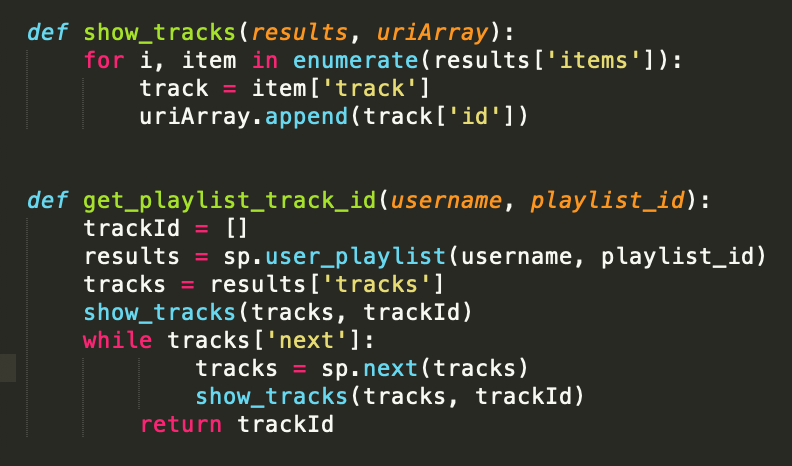 def show_tracks(results, uriArray):
    for i, item in enumerate(results['items']):
        track = item['track']
        uriArray.append(track['id'])

def get_playlist_track_id(username, playlist_id):
    trackId = []
    results = sp.user_playlist(username, playlist_id)
    tracks = results['tracks']
    show_tracks(tracks, trackId)
    while tracks['next']:
            tracks = sp.next(tracks)
            show_tracks(tracks, trackId)
        return trackId